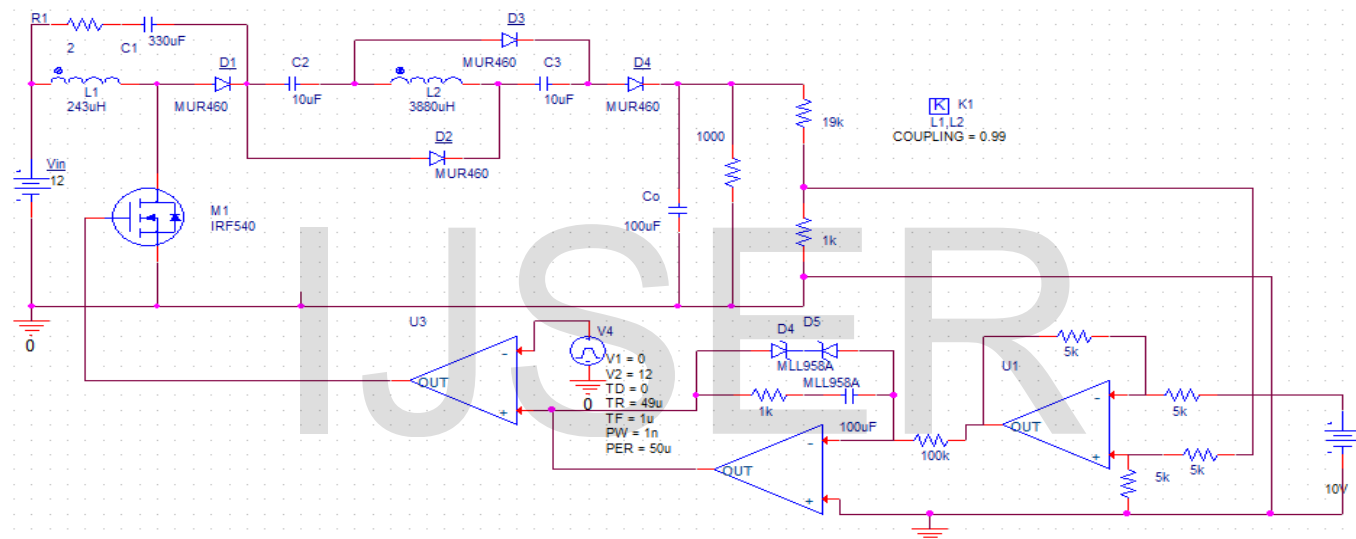 R1
2
C1
330uF
D3
MUR460
L1
243uH
D1
MUR460
C2
10uF
L2
3880uH
C3
10uF
D4
MUR460
D2
MUR460
1000
19k
K K1
L1,L2
COUPLING = 0.99
Vin
12
M1
IRF540
Co
100uF
1k
0
IJSER
U3
-
+
OUT
V4
V1 = 0
V2 = 12
TD = 0
TR = 49u
TF = 1u
PW = 1n
PER = 50u
0
D4
D5
MLL958A
MLL958A
1k
100uF
-
+
OUT
100k
U1
5k
-
+
OUT
5k
5k
5k
10V